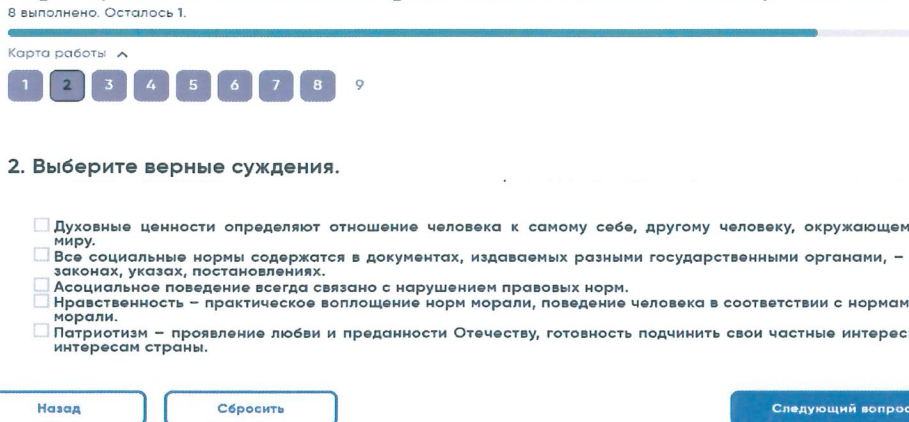 8 выполнено. Осталось 1.
Карта работы
1 2 3 4 5 6 7 8 9
2. Выберите верные суждения.
Духовные ценности определяют отношение человека к самому себе, другому человеку, окружающем
миру.
Все социальные нормы содержатся в документах, издаваемых разными государственными органами, –
законах, указах, постановлениях.
Асоциальное поведение всегда связано с нарушением правовых норм.
Нравственность – практическое воплощение норм морали, поведение человека в соответствии с нормам
морали.
Патриотизм – проявление любви и преданности Отечеству, готовность подчинить свои частные интерес
интересам страны.
Назад Сбросить Следующий вопрос